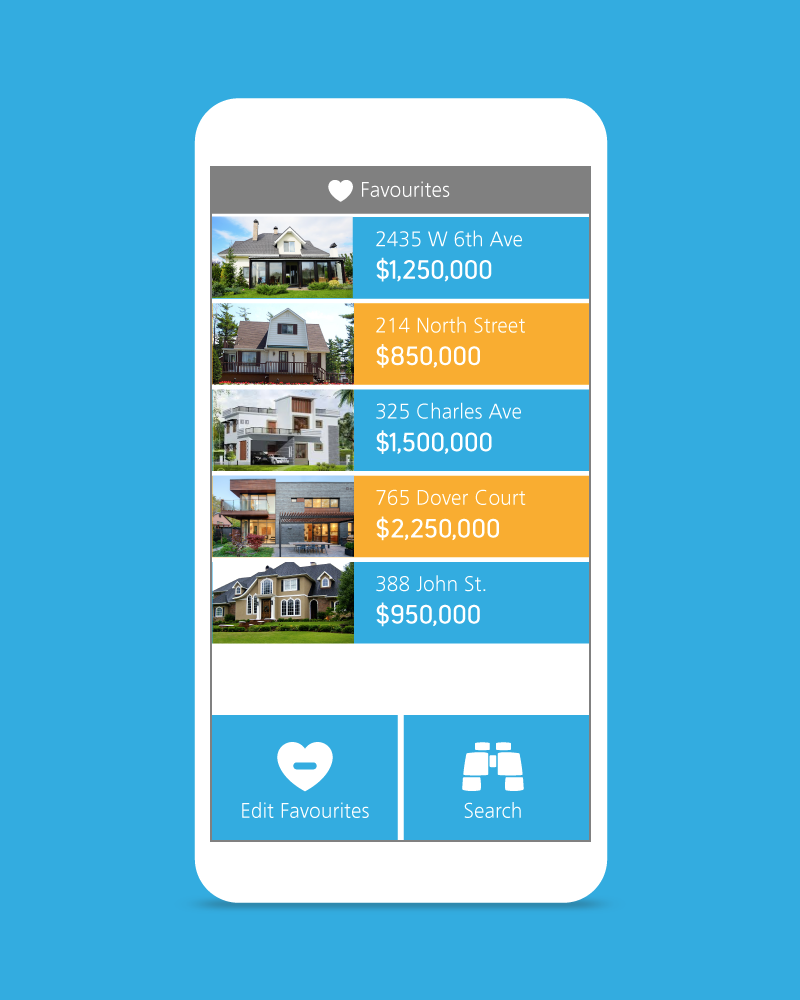 Favourites
2435 W 6th Ave
$1,250,000
214 North Street
$850,000
325 Charles Ave
$1,500,000
765 Dover Court
$2,250,000
388 John St.
$950,000
Edit Favourites
Search